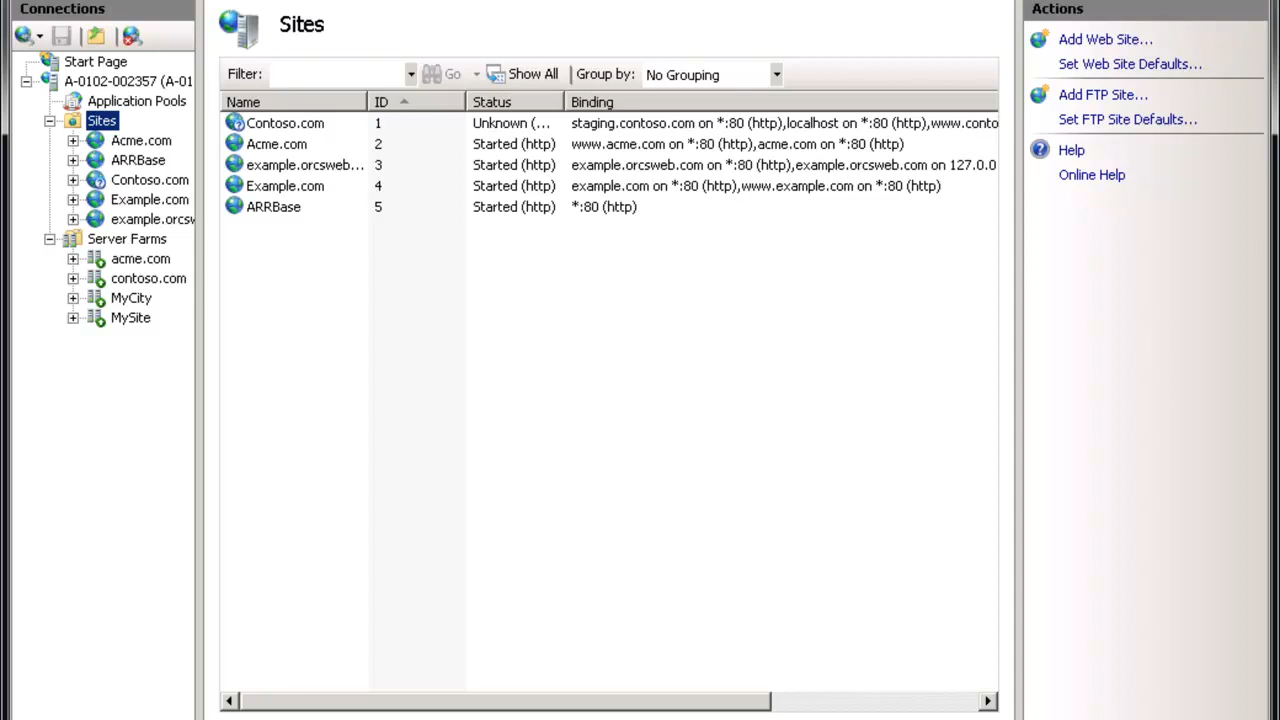 Connections
Start Page
A-0102-002357 (A-01
Application Pools
Sites
Acme.com
ARRBase
Contoso.com
Example.com
example.orcsw
Server Farms
acme.com
contoso.com
MyCity
MySite
Sites
Filter: Go Show All Group by: No Grouping
Name ID Status Binding
Contoso.com 1 Unknown (... staging.contoso.com on *:80 (http),localhost on *:80 (http),www.conto
Acme.com 2 Started (http) www.acme.com on *:80 (http),acme.com on *:80 (http)
example.orcsweb... 3 Started (http) example.orcsweb.com on *:80 (http),example.orcsweb.com on 127.0.0
Example.com 4 Started (http) example.com on *:80 (http),www.example.com on *:80 (http)
ARRBase 5 Started (http) *:80 (http)
Actions
Add Web Site...
Set Web Site Defaults...
Add FTP Site...
Set FTP Site Defaults...
Help
Online Help